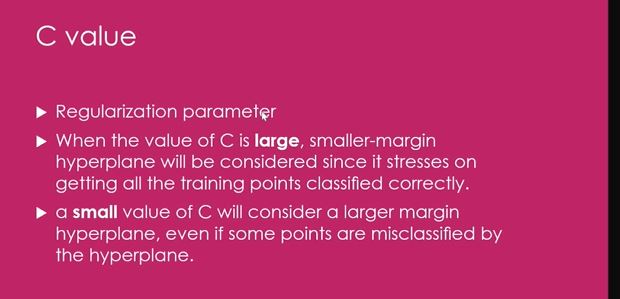 C value
Regularization parameter
When the value of C is large, smaller-margin
hyperplane will be considered since it stresses on
getting all the training points classified correctly.
a small value of C will consider a larger margin
hyperplane, even if some points are misclassified by
the hyperplane.